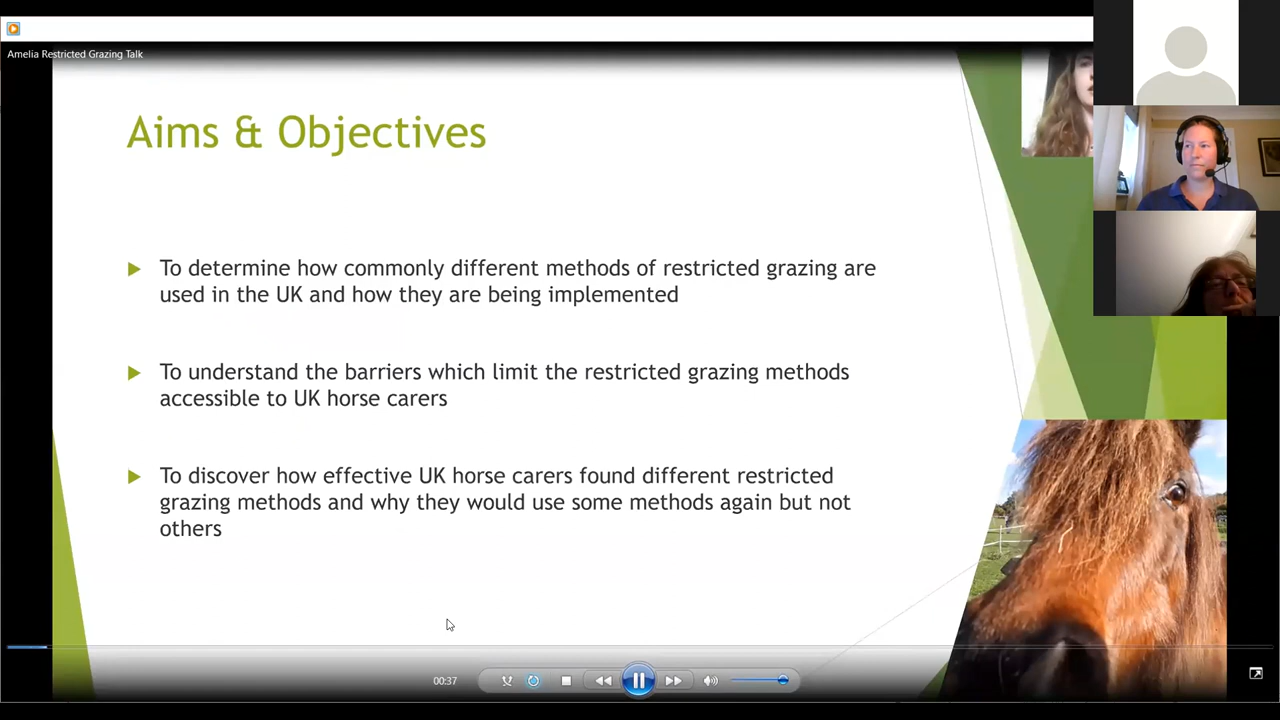 Amelia Restricted Grazing Talk
Aims & Objectives
To determine how commonly different methods of restricted grazing are
used in the UK and how they are being implemented
To understand the barriers which limit the restricted grazing methods
accessible to UK horse carers
To discover how effective UK horse carers found different restricted
grazing methods and why they would use some methods again but not
others
00:37